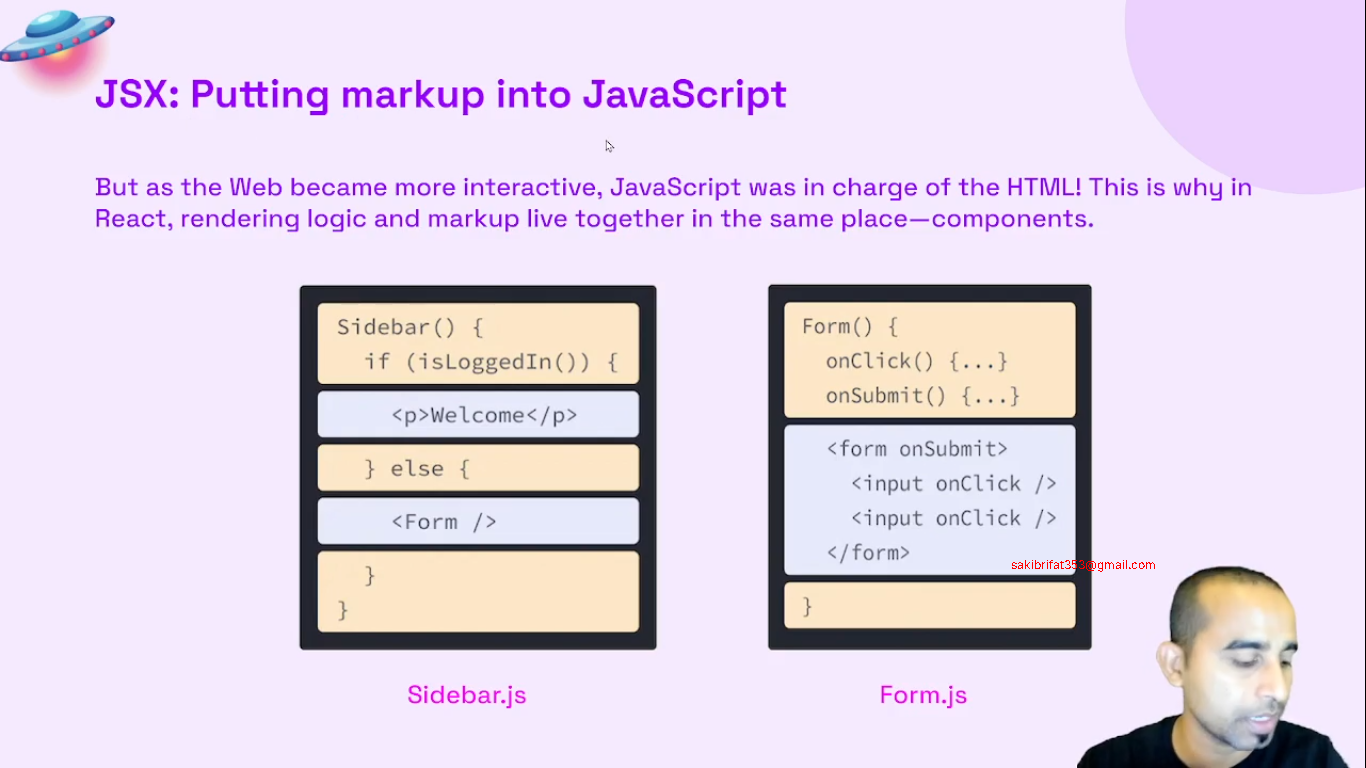 JSX: Putting markup into JavaScript
But as the Web became more interactive, JavaScript was in charge of the HTML! This is why in
React, rendering logic and markup live together in the same place—components.
Sidebar() {
if (isLoggedIn()) {
<p>Welcome</p>
} else {
<Form />
}
}
Sidebar.js
Form() {
onClick() {...}
onSubmit() {...}
<form onSubmit>
<input onClick />
<input onClick />
</form>
}
Form.js
sakibrifat353@gmail.com